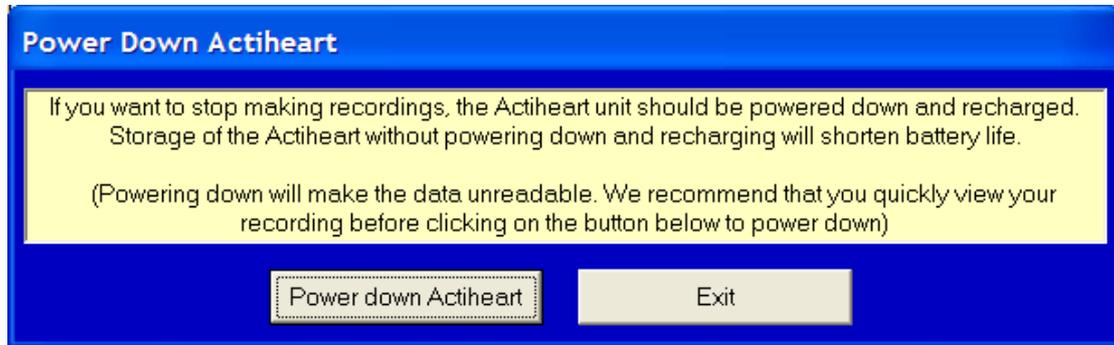 Power Down Actiheart
If you want to stop making recordings, the Actiheart unit should be powered down and recharged.
Storage of the Actiheart without powering down and recharging will shorten battery life.
(Powering down will make the data unreadable. We recommend that you quickly view your
recording before clicking on the button below to power down)
Power down Actiheart
Exit